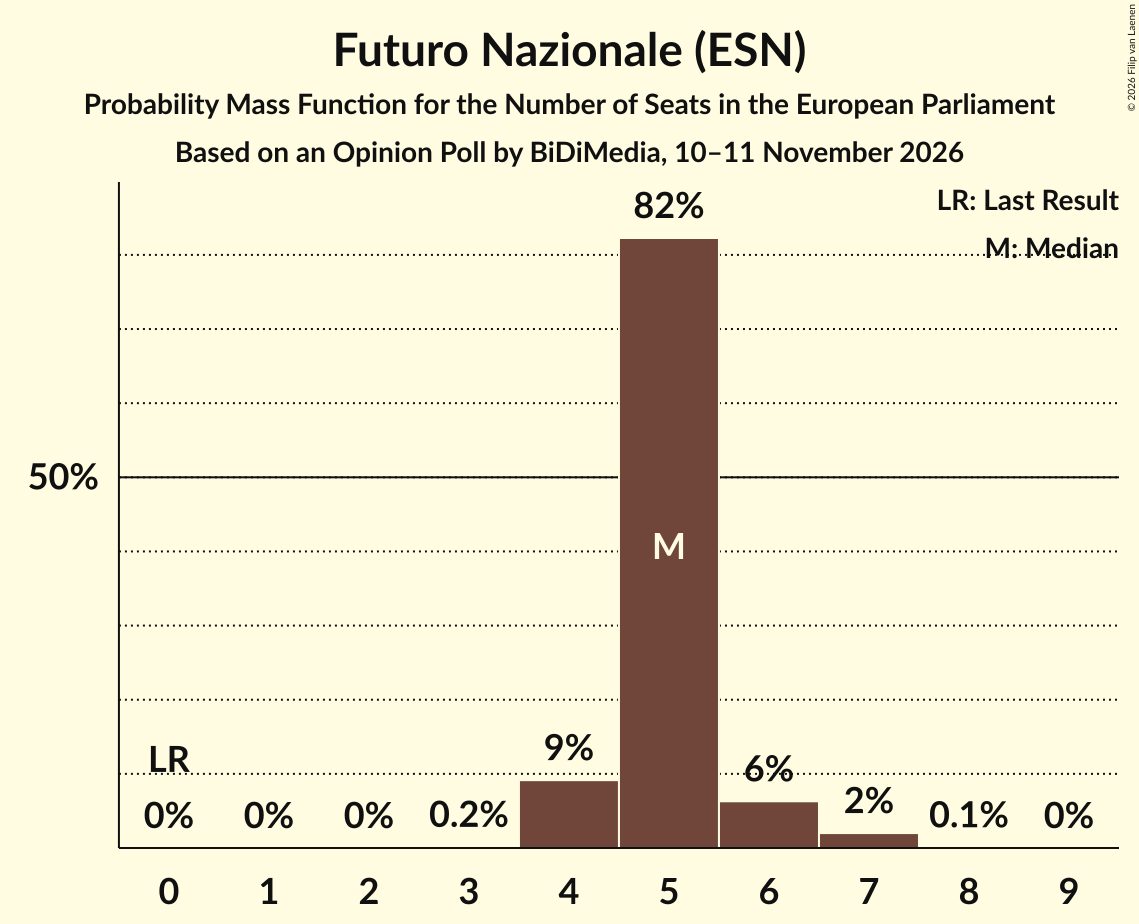 Futuro Nazionale (ESN)
Probability Mass Function for the Number of Seats in the European Parliament
Based on an Opinion Poll by BiDiMedia, 10–11 November 2026
© 2026 Filip van Laenen
LR: Last Result
M: Median
82%
50%
M
LR
9%
6%
2%
0%
0%
0%
0.2%
0.1%
0%
0 1 2 3 4 5 6 7 8 9